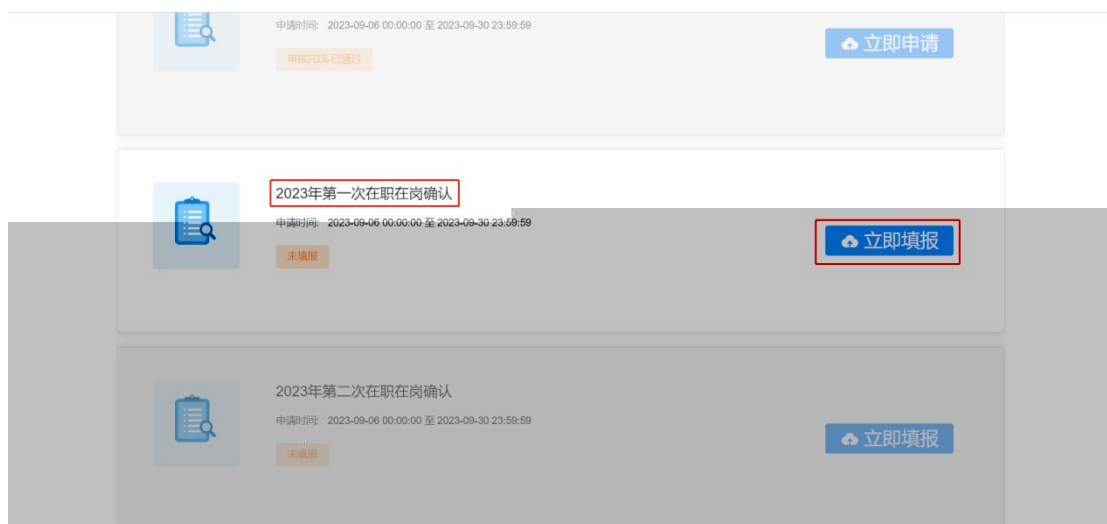 申请时间： 2023-09-06 00:00:00 至 2023-09-30 23:59:59
立即申请
审核完成-已通过
2023年第一次在职在岗确认
申请时间： 2023-09-06 00:00:00 至 2023-09-30 23:59:59
立即填报
未填报
2023年第二次在职在岗确认
申请时间： 2023-09-06 00:00:00 至 2023-09-30 23:59:59
立即填报
未填报